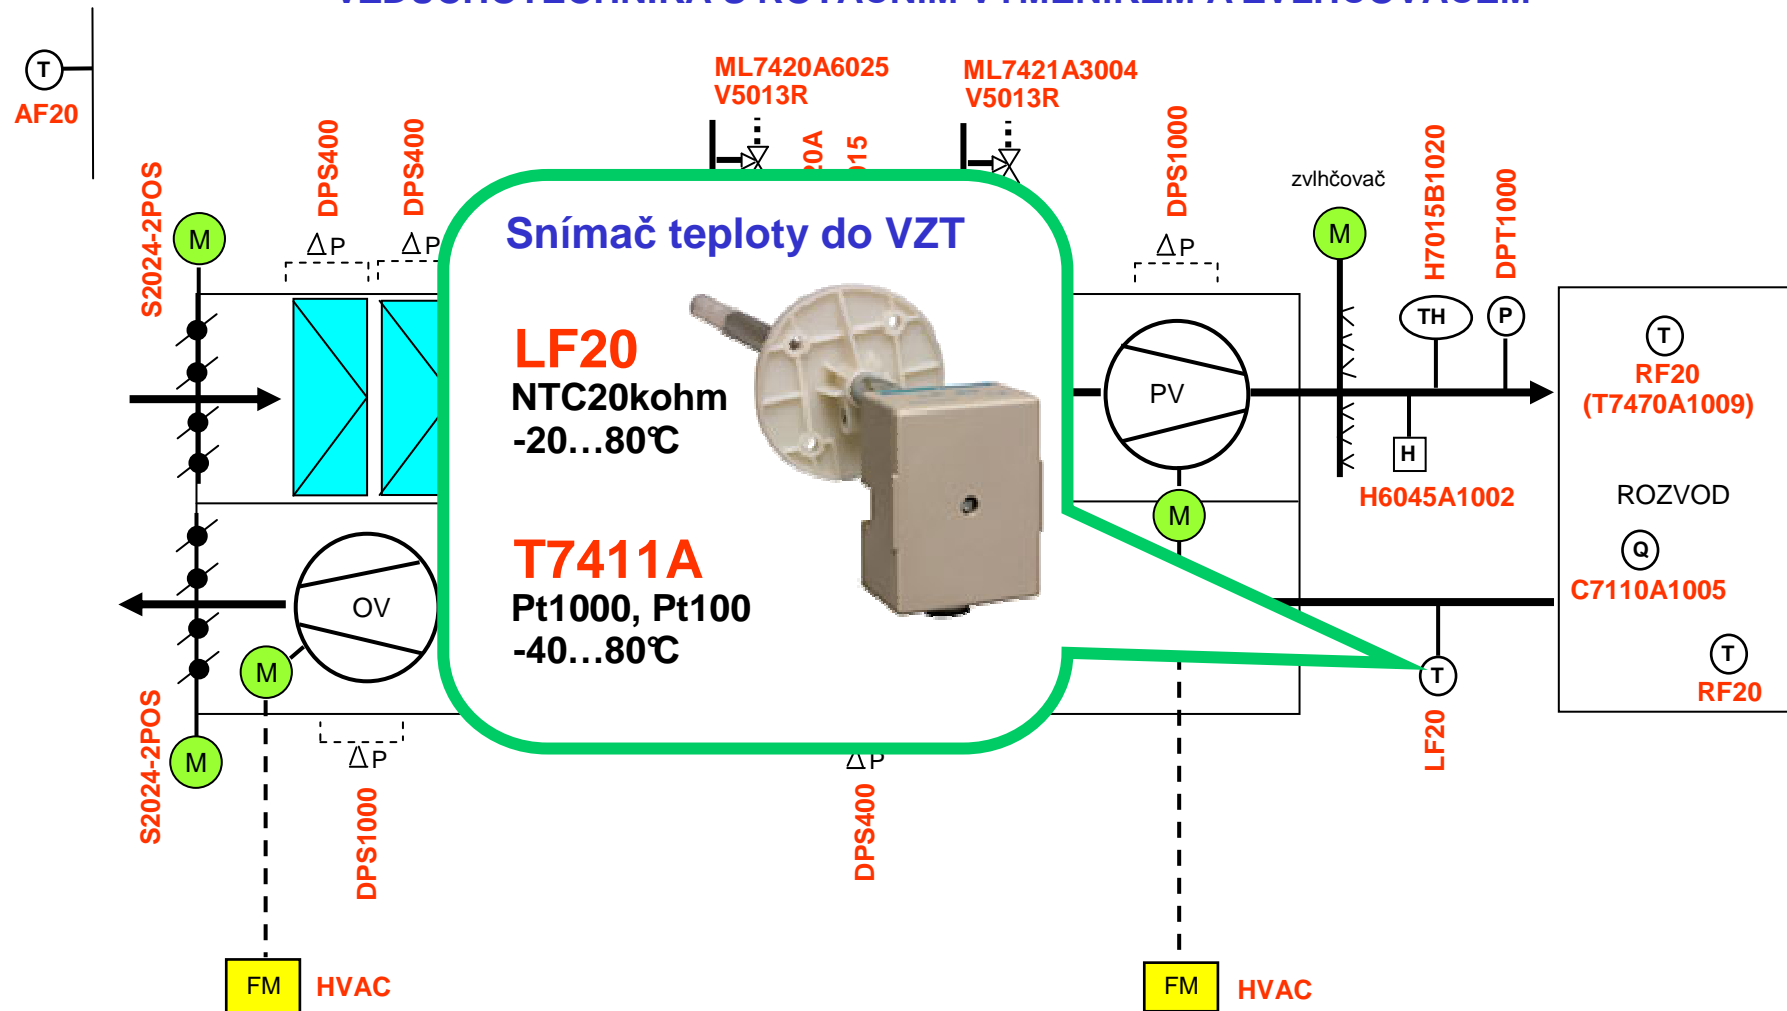 T
AF20
ML7420A6025
V5013R
ML7421A3004
V5013R
DPS400
DPS400
20A
015
DPS1000
zvlhčovač
H7015B1020
DPT1000
S2024-2POS
M
ΔP
ΔP
ΔP
M
TH
P
Snímač teploty do VZT
LF20
NTC20kohm
-20...80°C
T7411A
Pt1000, Pt100
-40...80°C
PV
T
RF20
(T7470A1009)
H
H6045A1002
ROZVOD
M
Q
C7110A1005
OV
M
T
LF20
T
RF20
S2024-2POS
M
ΔP
DPS1000
ΔP
DPS400
FM
HVAC
FM
HVAC